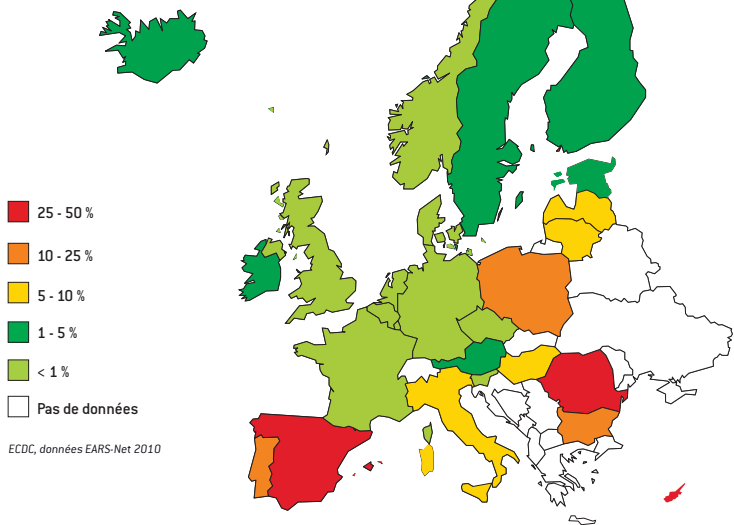 25 - 50 %
10 - 25 %
5 - 10 %
1 - 5 %
< 1 %
Pas de données
ECDC, données EARS-Net 2010